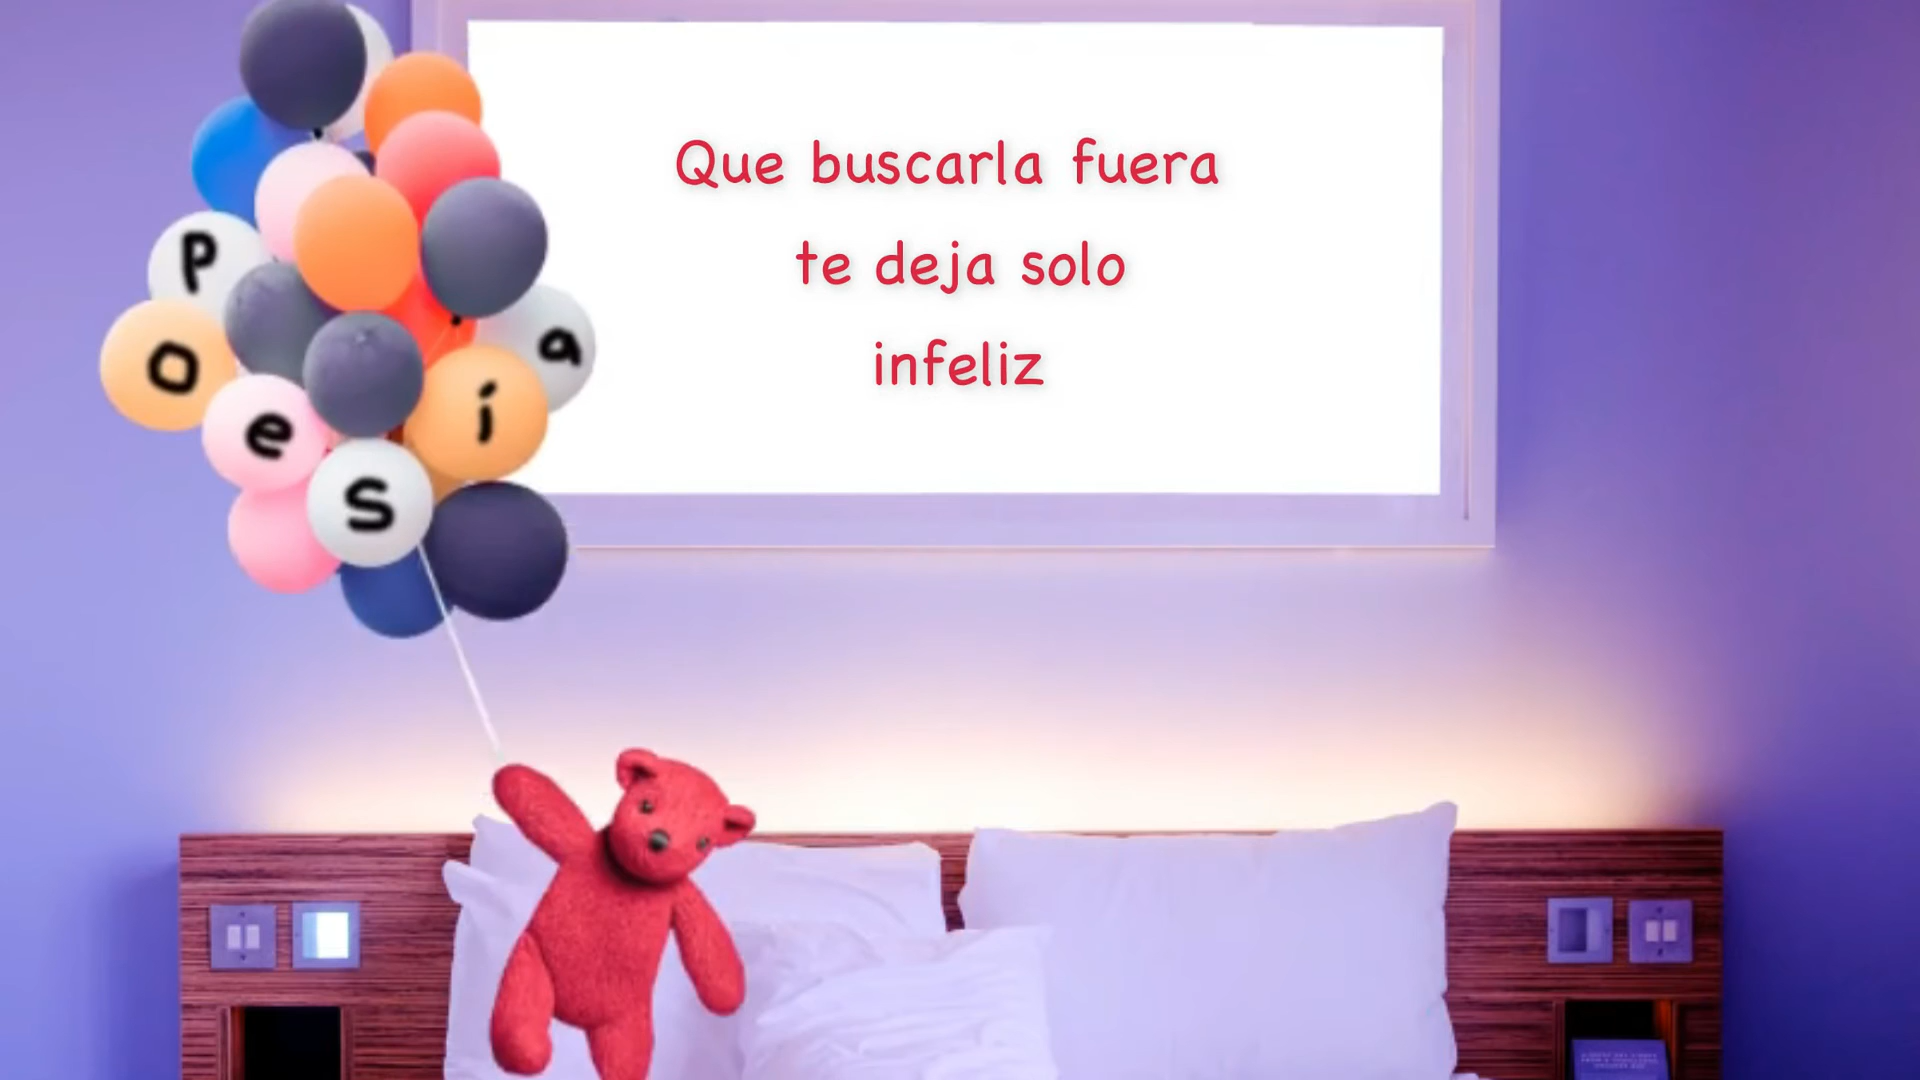 Que buscarla fuera
te deja solo
infeliz
Poesía